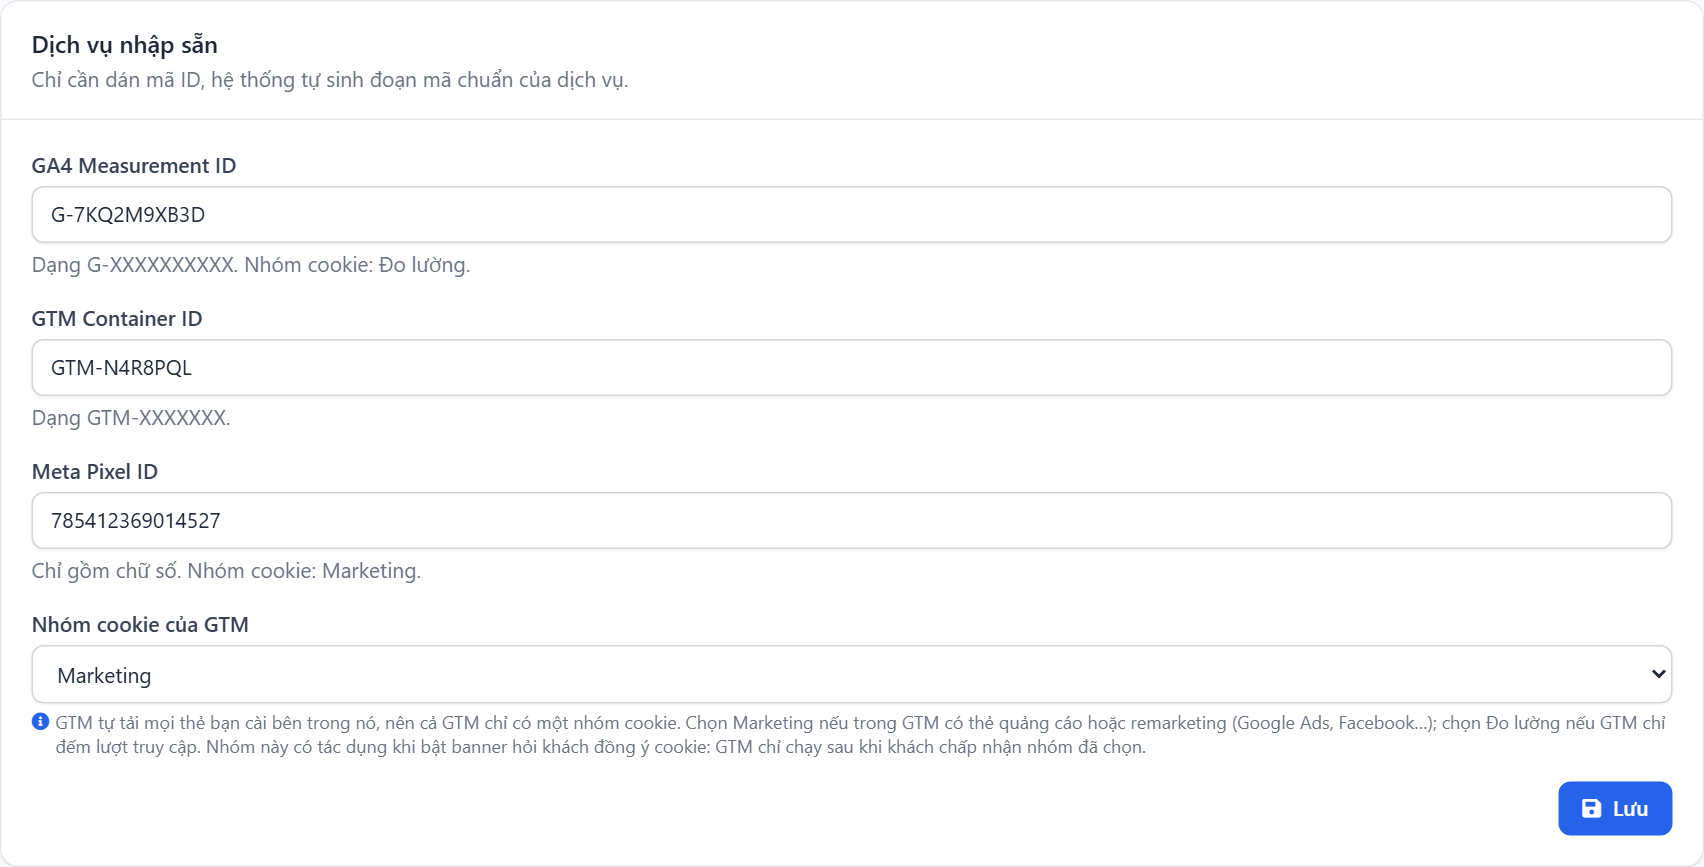 Dịch vụ nhập sẵn
Chỉ cần dán mã ID, hệ thống tự sinh đoạn mã chuẩn của dịch vụ.
GA4 Measurement ID
G-7KQ2M9XB3D
Dạng G-XXXXXXXXXX. Nhóm cookie: Đo lường.
GTM Container ID
GTM-N4R8PQL
Dạng GTM-XXXXXXX.
Meta Pixel ID
785412369014527
Chỉ gồm chữ số. Nhóm cookie: Marketing.
Nhóm cookie của GTM
Marketing
GTM tự tải mọi thẻ bạn cài bên trong nó, nên cả GTM chỉ có một nhóm cookie. Chọn Marketing nếu trong GTM có thẻ quảng cáo hoặc remarketing (Google Ads, Facebook...); chọn Đo lường nếu GTM chỉ
đếm lượt truy cập. Nhóm này có tác dụng khi bật banner hỏi khách đồng ý cookie: GTM chỉ chạy sau khi khách chấp nhận nhóm đã chọn.
Lưu